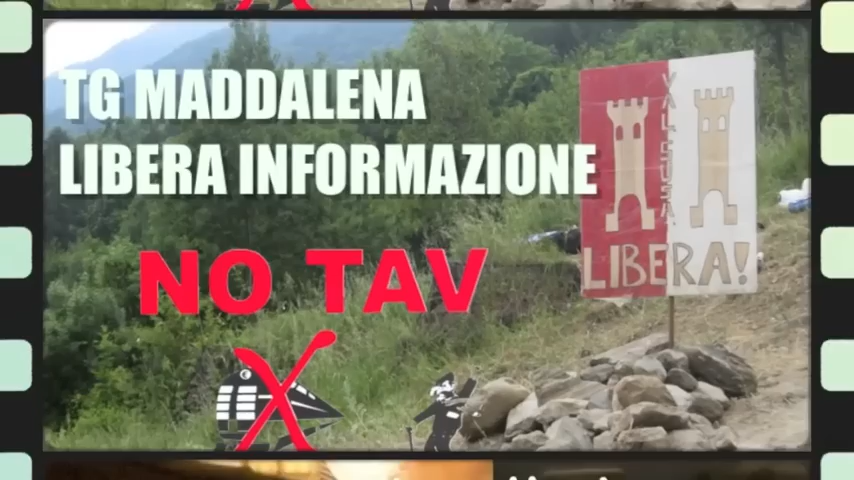 TG MADDALENA
LIBERA INFORMAZIONE
NO TAV
VALSUSA
LIBERA!